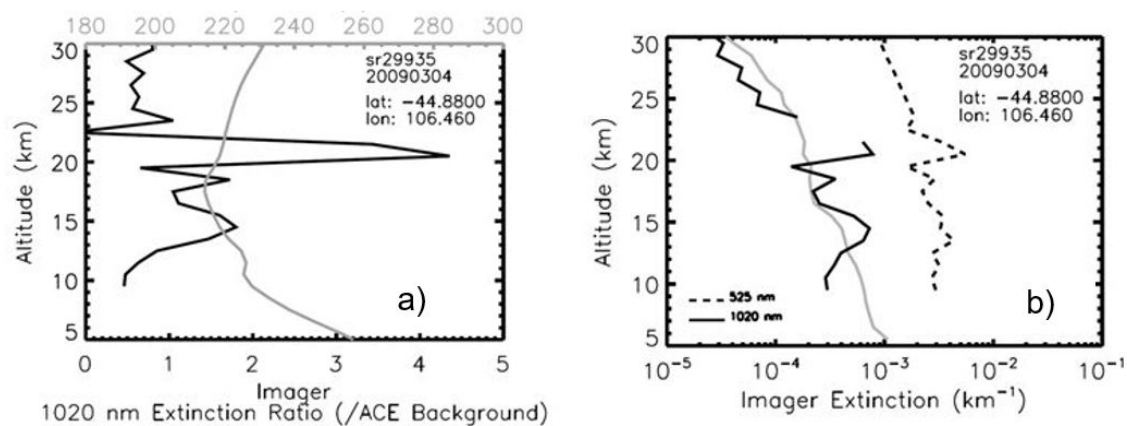 180 200 220 240 260 280 300
30
25
20
15
10
5
Altitude (km)
sr29935
20090304
lat: -44.8800
lon: 106.460
a)
0 1 2 3 4 5
Imager
1020 nm Extinction Ratio (/ACE Background)
30
25
20
15
10
5
Altitude (km)
sr29935
20090304
lat: -44.8800
lon: 106.460
525 nm
1020 nm
b)
10⁻⁵ 10⁻⁴ 10⁻³ 10⁻² 10⁻¹
Imager Extinction (km⁻¹)